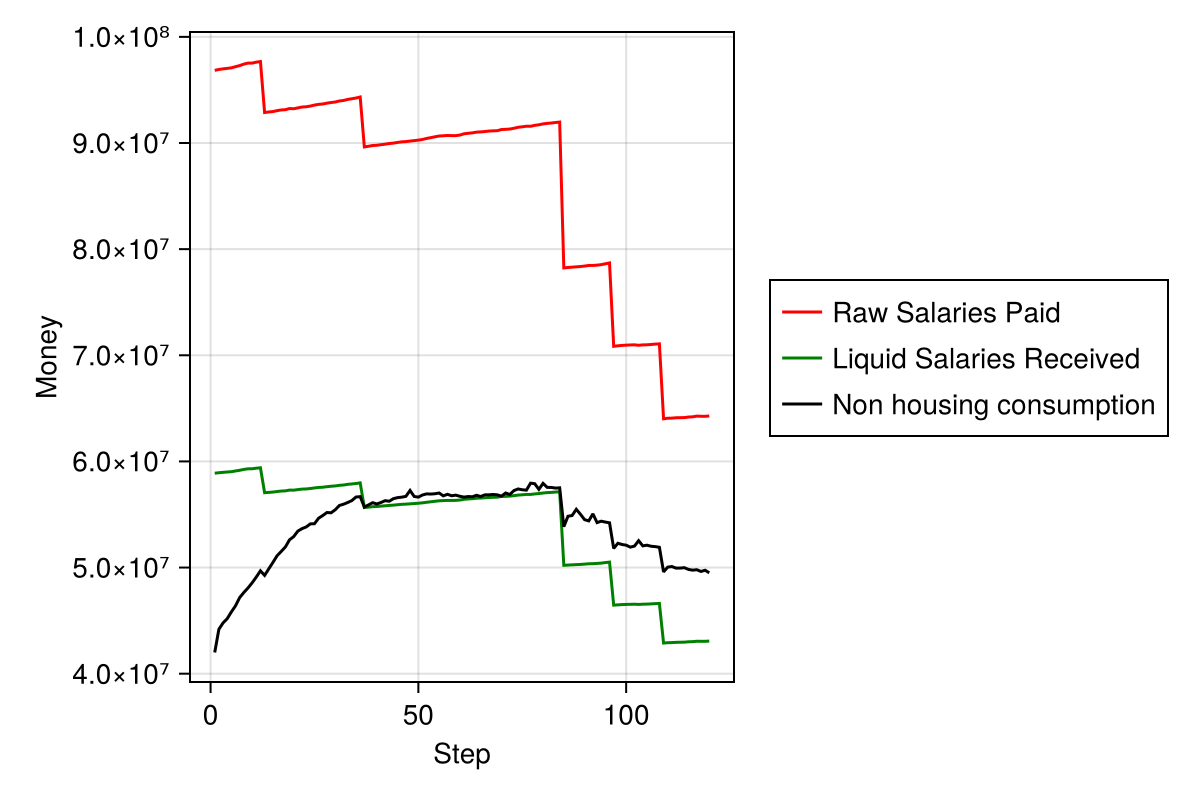 1.0×10⁸
9.0×10⁷
8.0×10⁷
7.0×10⁷
6.0×10⁷
5.0×10⁷
4.0×10⁷
Money
0 50 100
Step
Raw Salaries Paid
Liquid Salaries Received
Non housing consumption